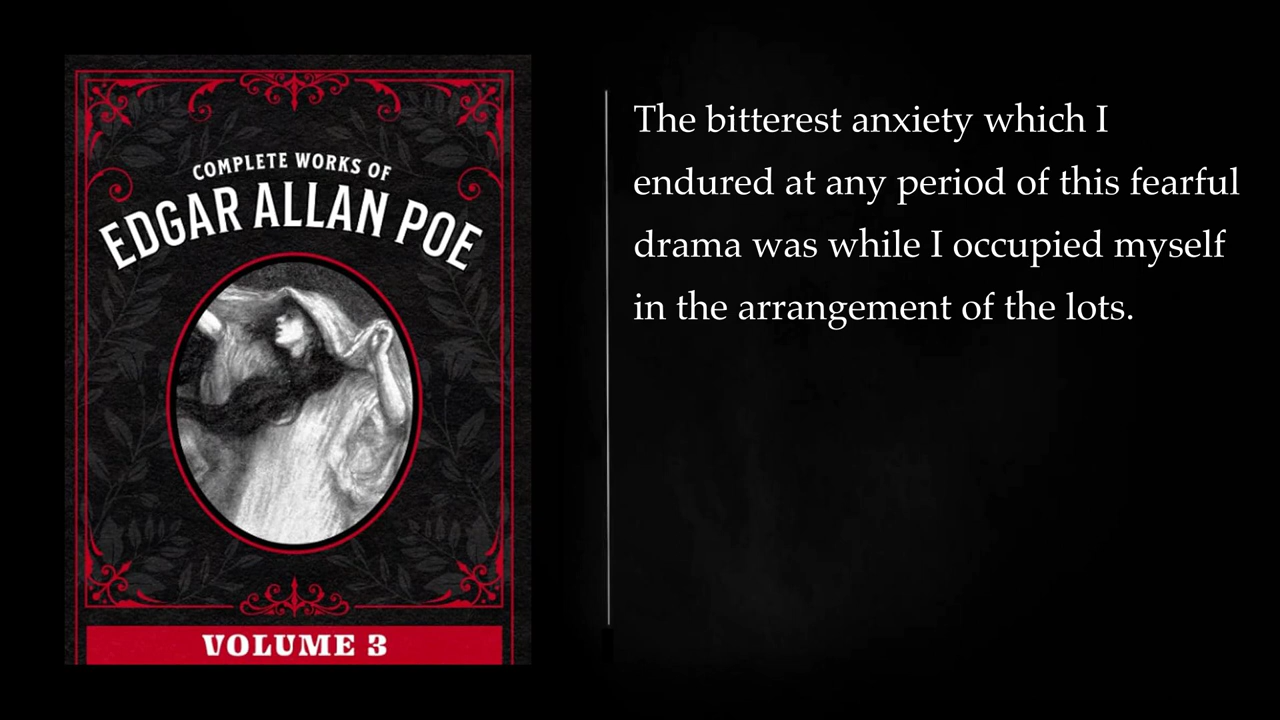 COMPLETE WORKS OF
EDGAR ALLAN POE
VOLUME 3
The bitterest anxiety which I
endured at any period of this fearful
drama was while I occupied myself
in the arrangement of the lots.